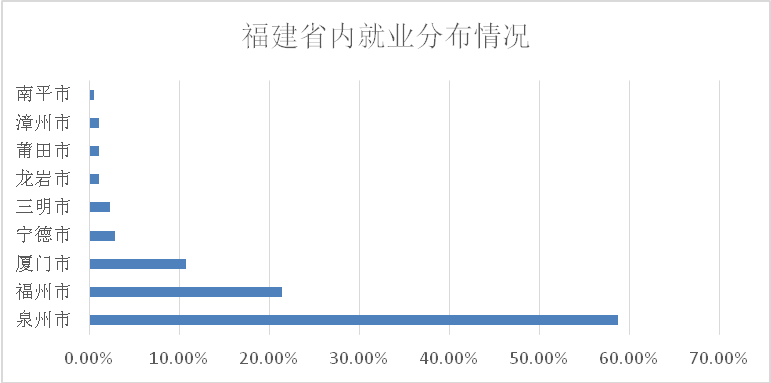 福建省内就业分布情况
南平市
漳州市
莆田市
龙岩市
三明市
宁德市
厦门市
福州市
泉州市
0.00% 10.00% 20.00% 30.00% 40.00% 50.00% 60.00% 70.00%